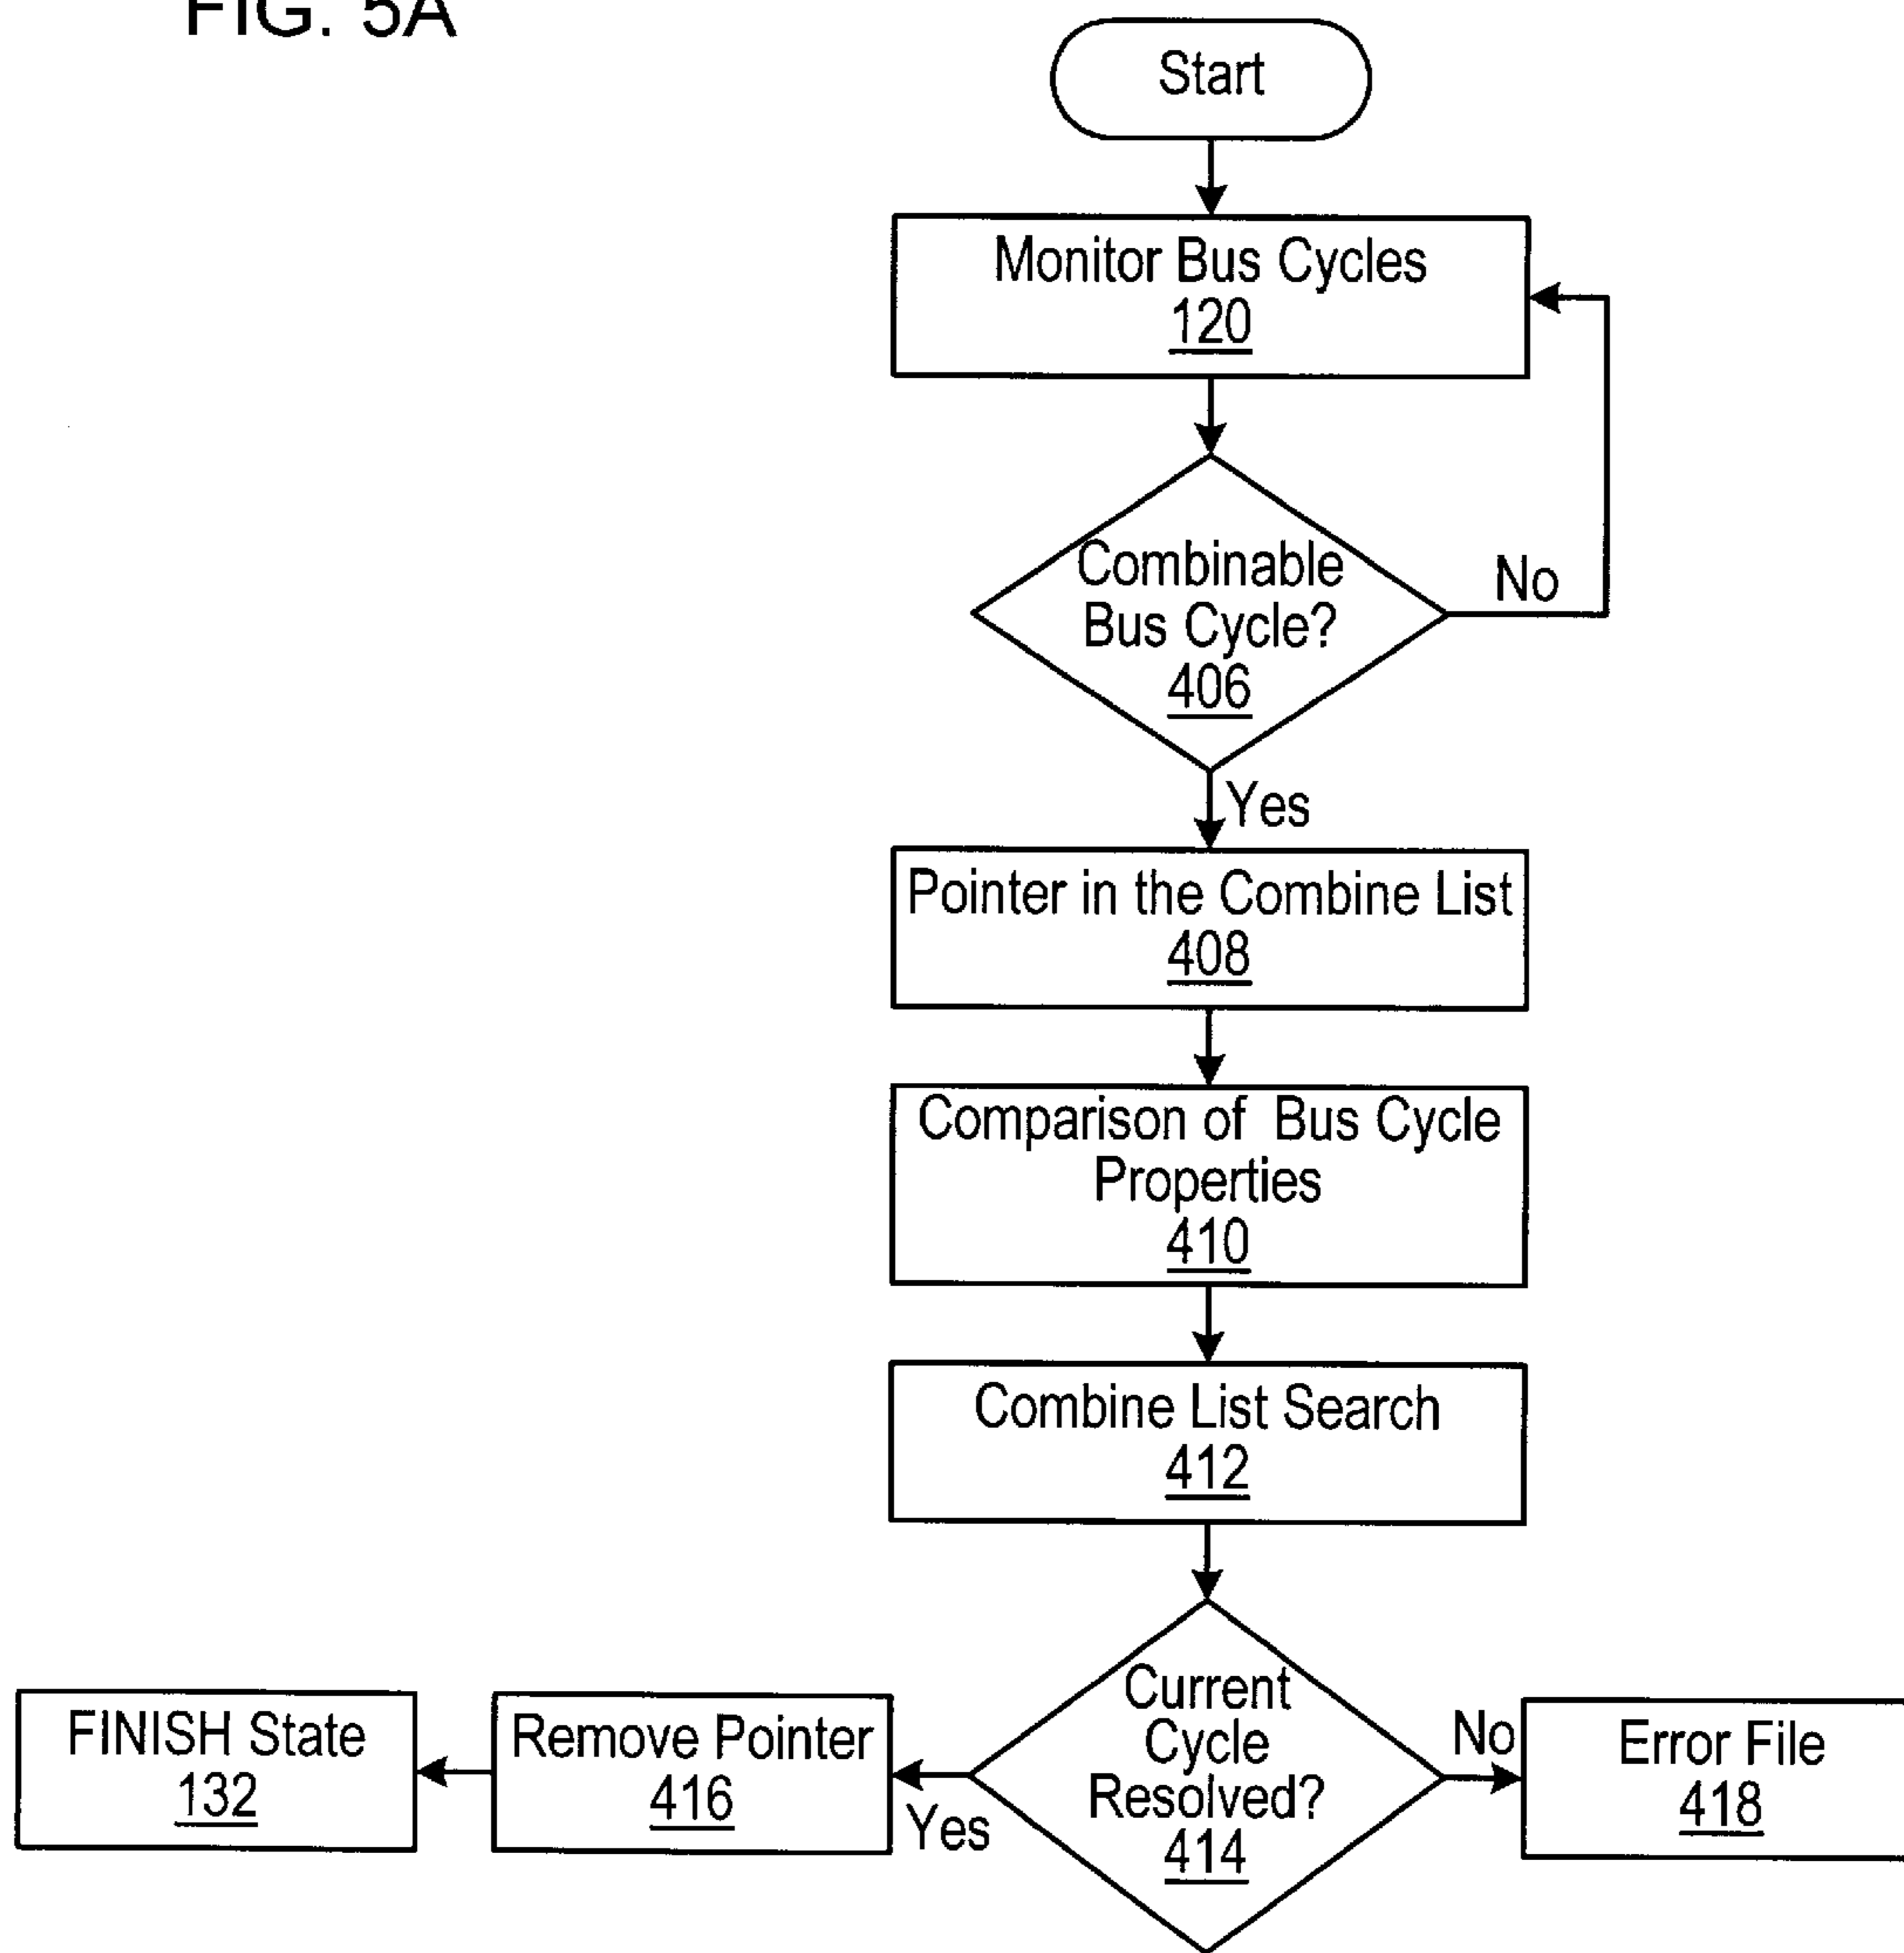 FIG. 5A
Start
Monitor Bus Cycles
120
Combinable
Bus Cycle?
406
No
Yes
Pointer in the Combine List
408
Comparison of Bus Cycle
Properties
410
Combine List Search
412
Current
Cycle
Resolved?
414
Yes
No
Remove Pointer
416
FINISH State
132
Error File
418